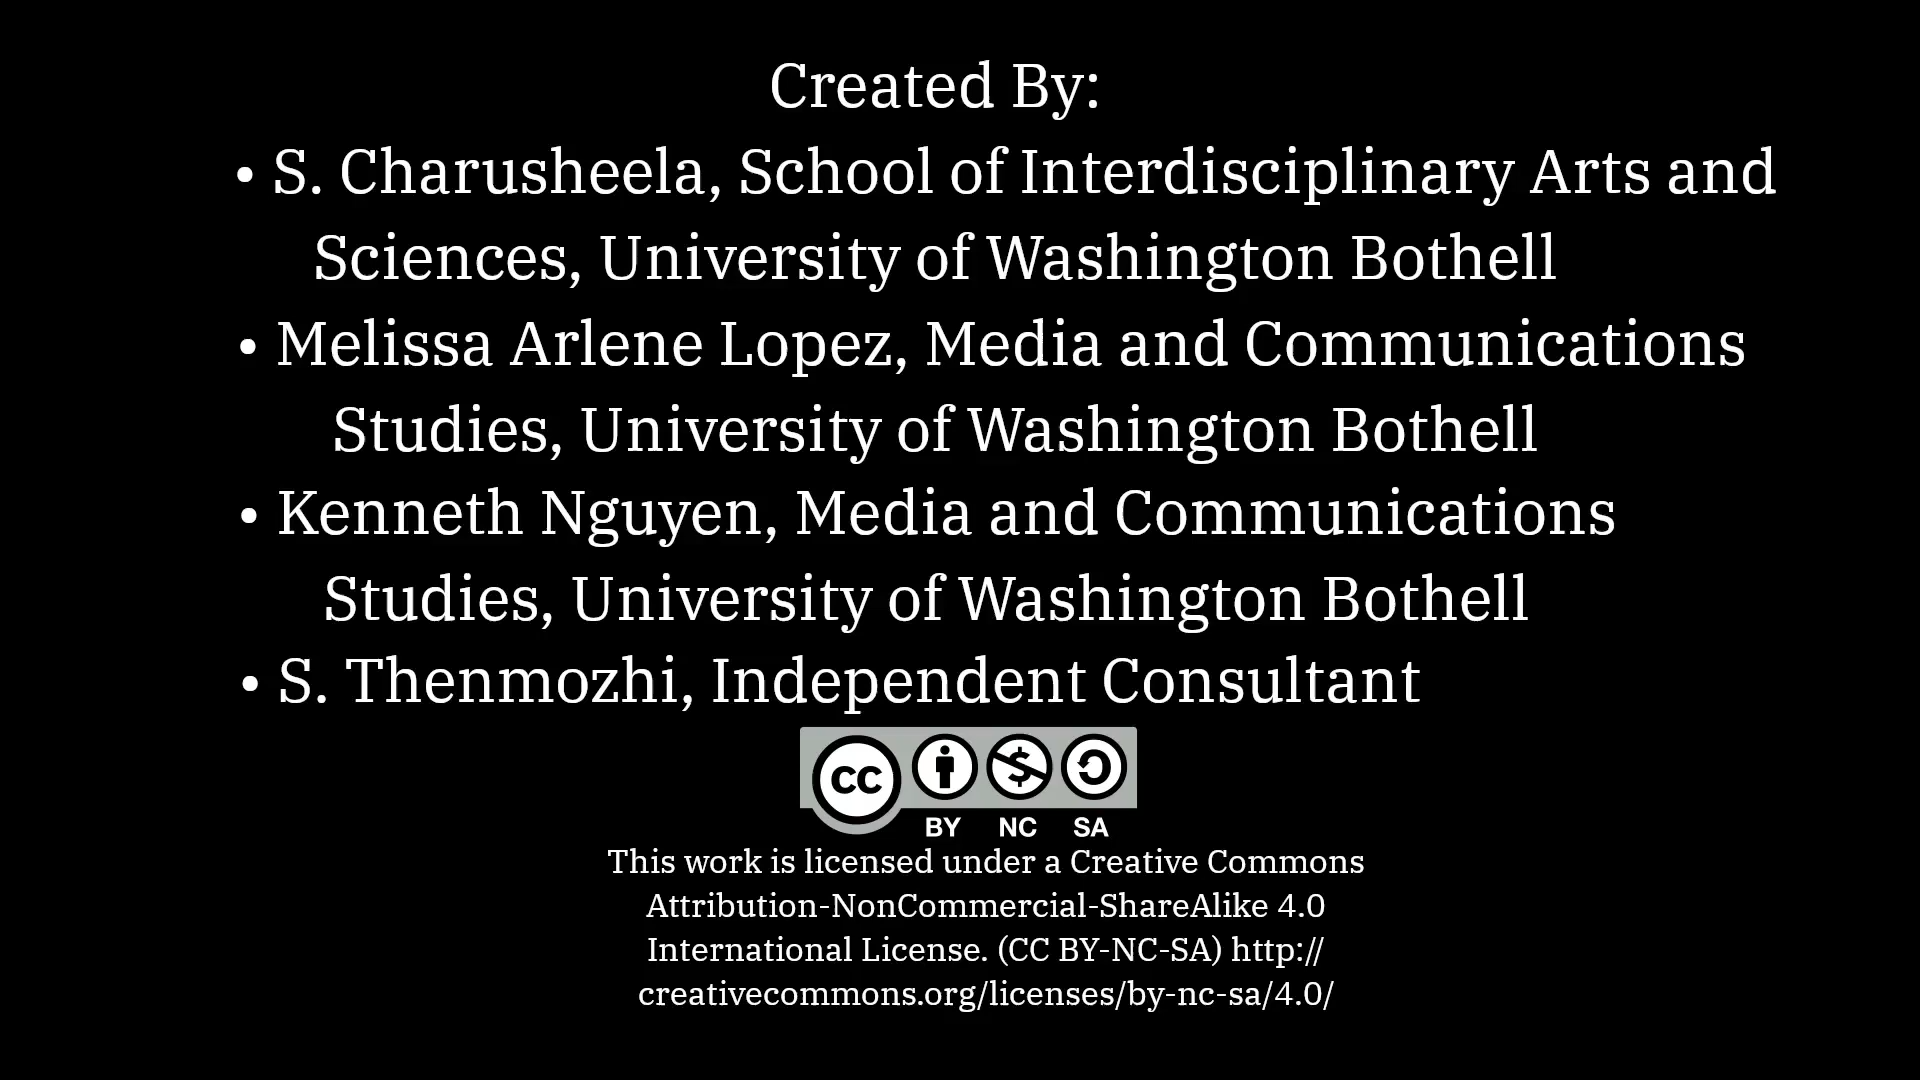 Created By:
• S. Charusheela, School of Interdisciplinary Arts and
Sciences, University of Washington Bothell
• Melissa Arlene Lopez, Media and Communications
Studies, University of Washington Bothell
• Kenneth Nguyen, Media and Communications
Studies, University of Washington Bothell
• S. Thenmozhi, Independent Consultant
cc
BY NC SA
This work is licensed under a Creative Commons
Attribution-NonCommercial-ShareAlike 4.0
International License. (CC BY-NC-SA) http://
creativecommons.org/licenses/by-nc-sa/4.0/